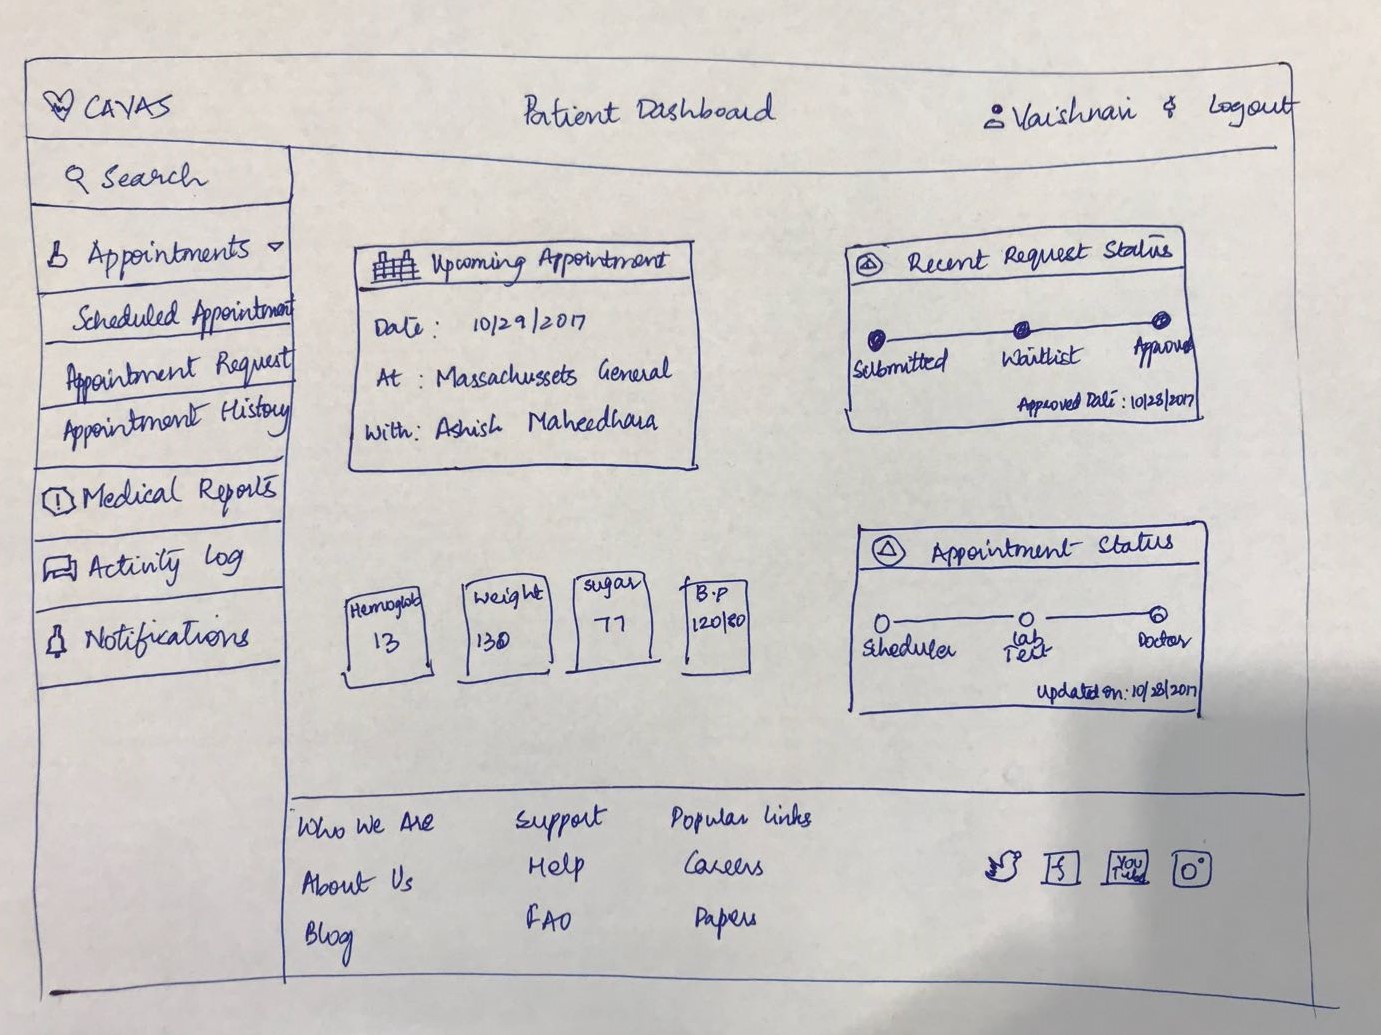 CAVAS
Patient Dashboard
Vaishnavi
Logout
Search
Appointments
Scheduled Appointment
Appointment Request
Appointment History
Medical Reports
Activity Log
Notifications
Upcoming Appointment
Date: 10/29/2017
At : Massachussets General
With: Ashish Maheedhara
Recent Request Status
Submitted Waitlist Approved
Approved Date : 10/28/2017
Hemoglob
13
Weight
130
Sugar
77
B.P
120/80
Appointment Status
Scheduler Lab Test Doctor
Updated on: 10/28/2017
Who We Are Support Popular Links
About Us Help Careers
Blog FAQ Papers
f
You
Tube